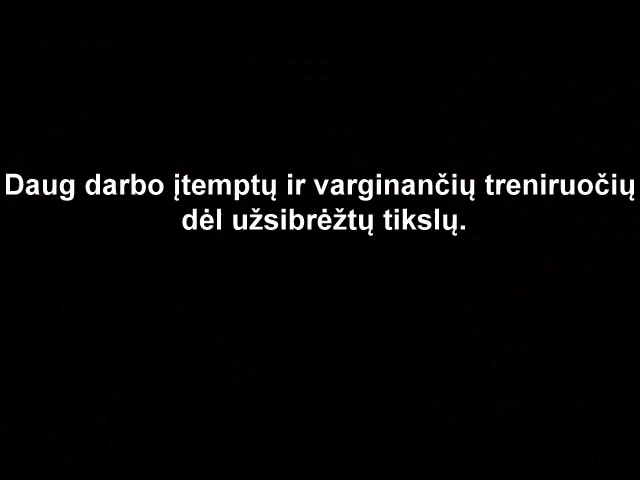 Daug darbo įtemptų ir varginančių treniruočių
dėl užsibrėžtų tikslų.